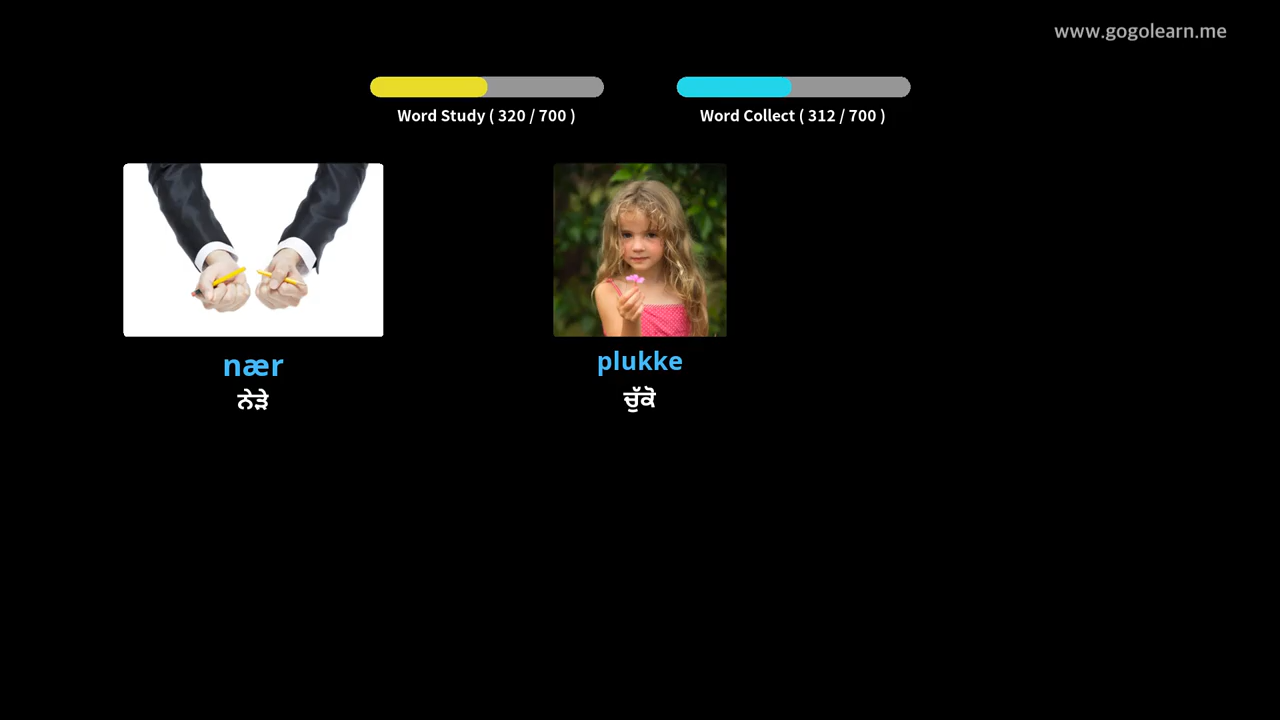 www.gogolearn.me
Word Study ( 320 / 700 )
Word Collect ( 312 / 700 )
nær
ਨੇੜੇ
plukke
ਚੁੱਕੋ